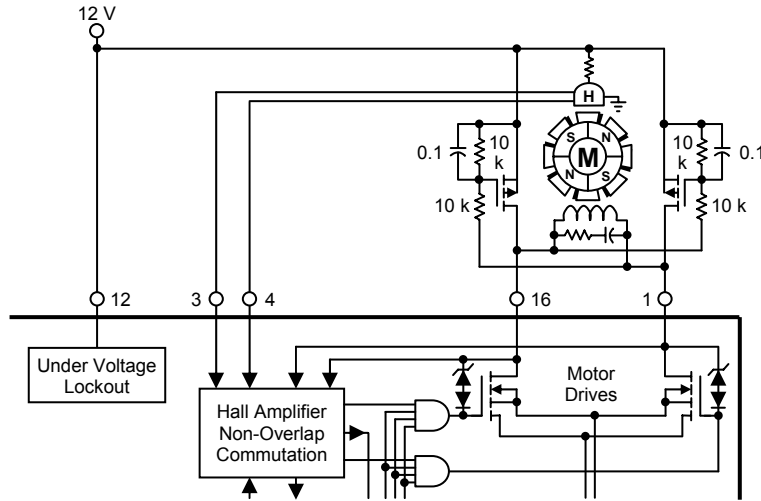 12 V
H
0.1
10
k
S
N
M
N
S
10
k
0.1
10 k
10 k
12
3
4
16
1
Under Voltage
Lockout
Hall Amplifier
Non-Overlap
Commutation
Motor
Drives